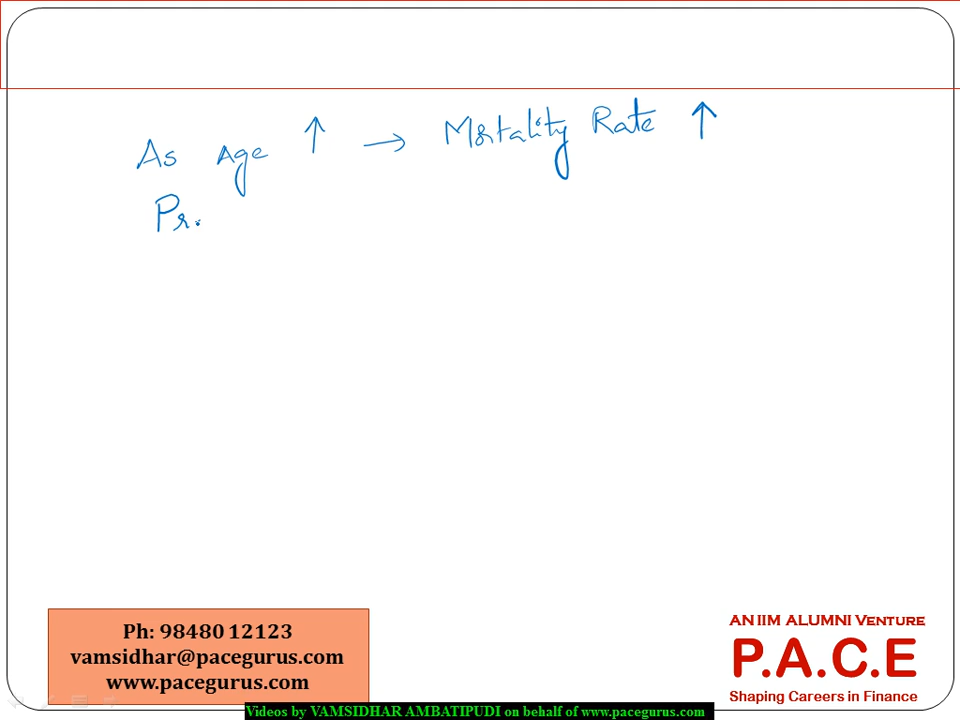 As Age ↑ → Mortality Rate ↑
Pr.
Ph: 98480 12123
vamsidhar@pacegurus.com
www.pacegurus.com
AN IIM ALUMNI VENTURE
P.A.C.E
Shaping Careers in Finance
Videos by VAMSIDHAR AMBATIPUDI on behalf of www.pacegurus.com